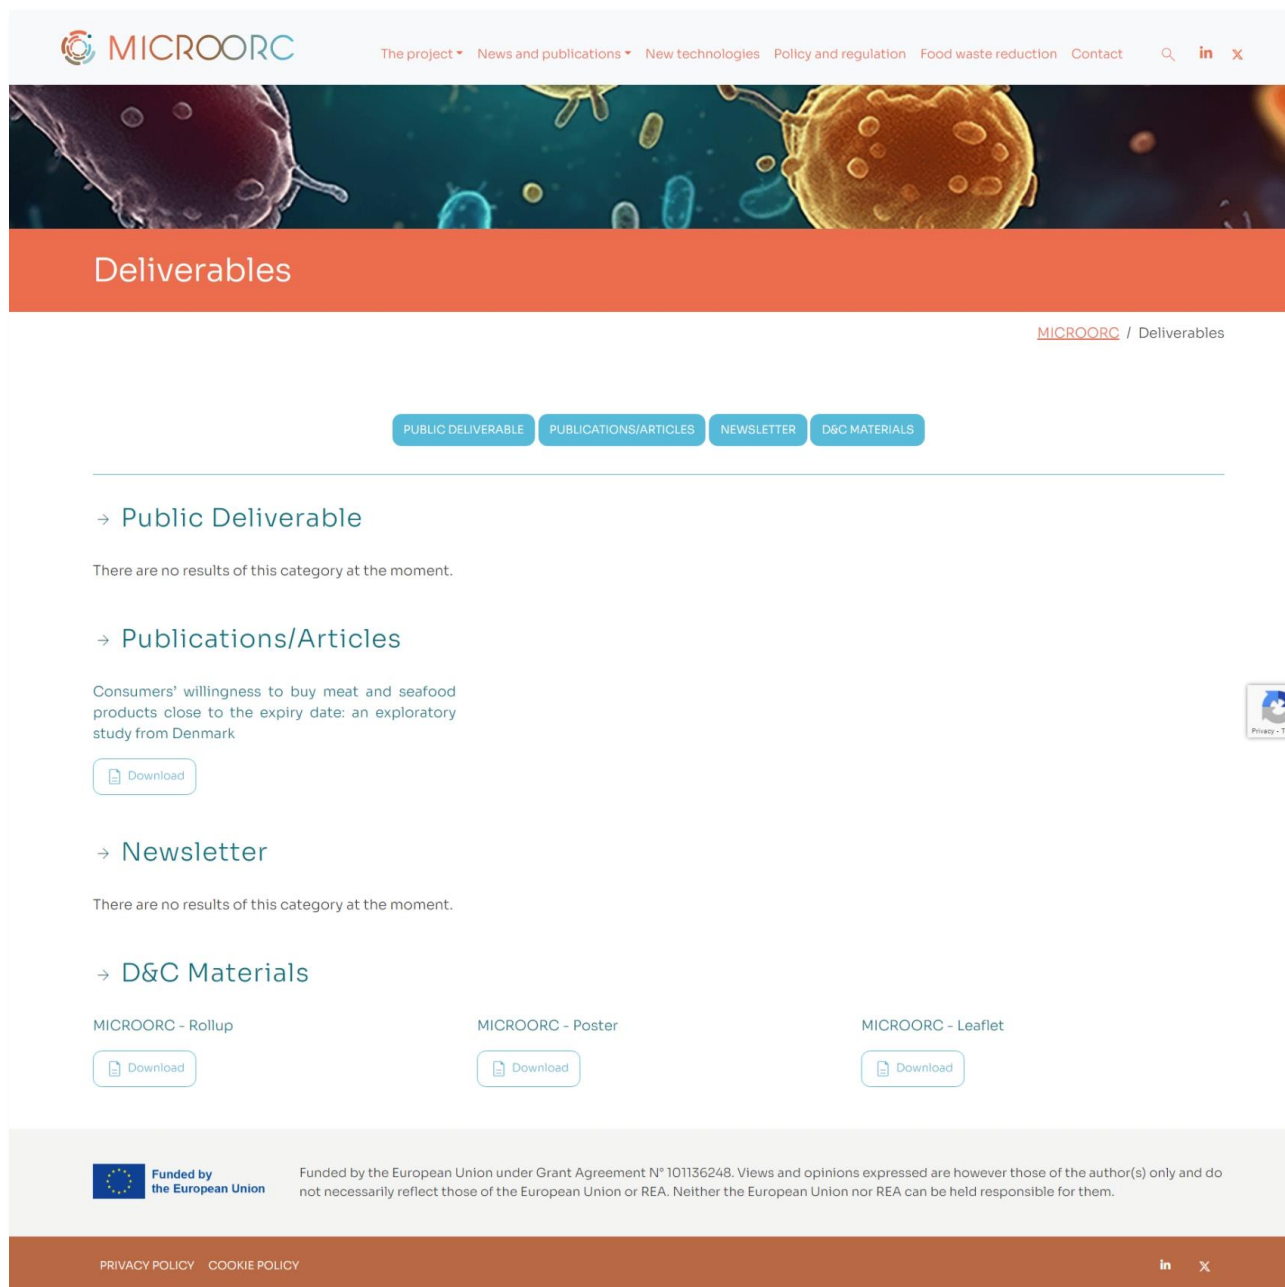 MICROORC
The project News and publications New technologies Policy and regulation Food waste reduction Contact
Deliverables
MICROORC / Deliverables
PUBLIC DELIVERABLE PUBLICATIONS/ARTICLES NEWSLETTER D&C MATERIALS
→ Public Deliverable
There are no results of this category at the moment.
→ Publications/Articles
Consumers’ willingness to buy meat and seafood
products close to the expiry date: an exploratory
study from Denmark
Download
Privacy -
→ Newsletter
There are no results of this category at the moment.
→ D&C Materials
MICROORC - Rollup MICROORC - Poster MICROORC - Leaflet
Download Download Download
Funded by
the European Union
Funded by the European Union under Grant Agreement N° 101136248. Views and opinions expressed are however those of the author(s) only and do
not necessarily reflect those of the European Union or REA. Neither the European Union nor REA can be held responsible for them.
PRIVACY POLICY COOKIE POLICY